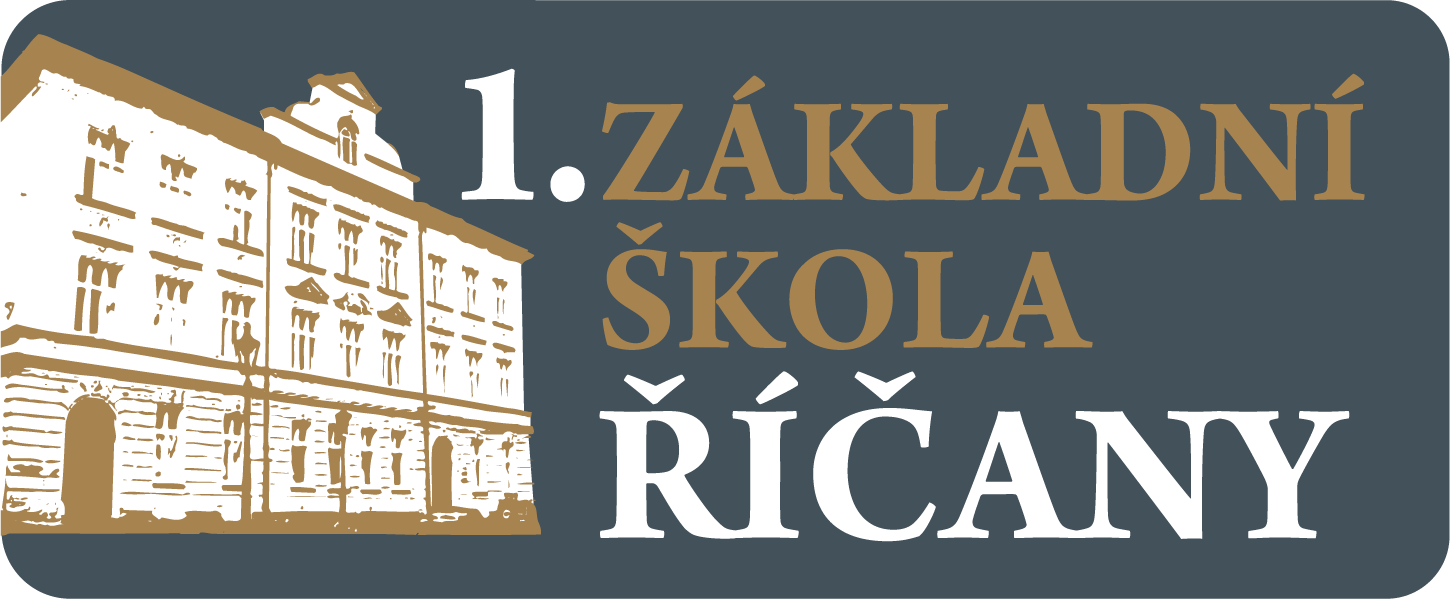 1. ZÁKLADNÍ
ŠKOLA
ŘÍČANY